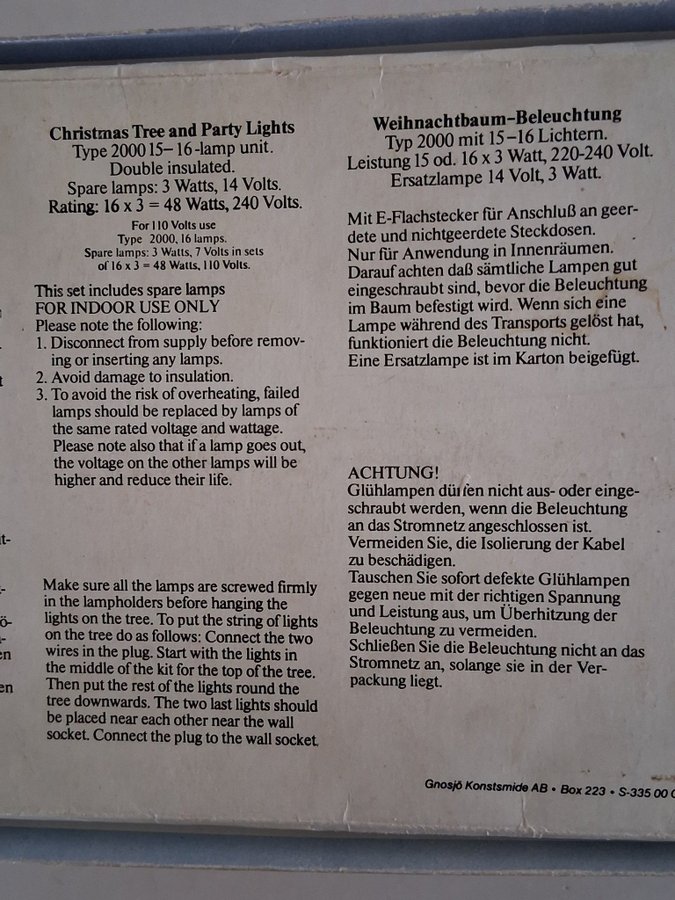 Christmas Tree and Party Lights
Type 2000 15–16-lamp unit.
Double insulated.
Spare lamps: 3 Watts, 14 Volts.
Rating: 16 x 3 = 48 Watts, 240 Volts.
For 110 Volts use
Type 2000, 16 lamps.
Spare lamps: 3 Watts, 7 Volts in sets
of 16 x 3 = 48 Watts, 110 Volts.
This set includes spare lamps
FOR INDOOR USE ONLY
Please note the following:
1. Disconnect from supply before remov-
ing or inserting any lamps.
2. Avoid damage to insulation.
3. To avoid the risk of overheating, failed
lamps should be replaced by lamps of
the same rated voltage and wattage.
Please note also that if a lamp goes out,
the voltage on the other lamps will be
higher and reduce their life.
Make sure all the lamps are screwed firmly
in the lampholders before hanging the
lights on the tree. To put the string of lights
on the tree do as follows: Connect the two
wires in the plug. Start with the lights in
the middle of the kit for the top of the tree.
Then put the rest of the lights round the
tree downwards. The two last lights should
be placed near each other near the wall
socket. Connect the plug to the wall socket.
Weihnachtbaum-Beleuchtung
Typ 2000 mit 15–16 Lichtern.
Leistung 15 od. 16 x 3 Watt, 220-240 Volt.
Ersatzlampe 14 Volt, 3 Watt.
Mit E-Flachstecker für Anschluß an geer-
dete und nichtgeerdete Steckdosen.
Nur für Anwendung in Innenräumen.
Darauf achten daß sämtliche Lampen gut
eingeschraubt sind, bevor die Beleuchtung
im Baum befestigt wird. Wenn sich eine
Lampe während des Transports gelöst hat,
funktioniert die Beleuchtung nicht.
Eine Ersatzlampe ist im Karton beigefügt.
ACHTUNG!
Glühlampen dürfen nicht aus- oder einge-
schraubt werden, wenn die Beleuchtung
an das Stromnetz angeschlossen ist.
Vermeiden Sie, die Isolierung der Kabel
zu beschädigen.
Tauschen Sie sofort defekte Glühlampen
gegen neue mit der richtigen Spannung
und Leistung aus, um Überhitzung der
Beleuchtung zu vermeiden.
Schließen Sie die Beleuchtung nicht an das
Stromnetz an, solange sie in der Ver-
packung liegt.
Gnosjö Konstsmide AB • Box 223 • S-335 00